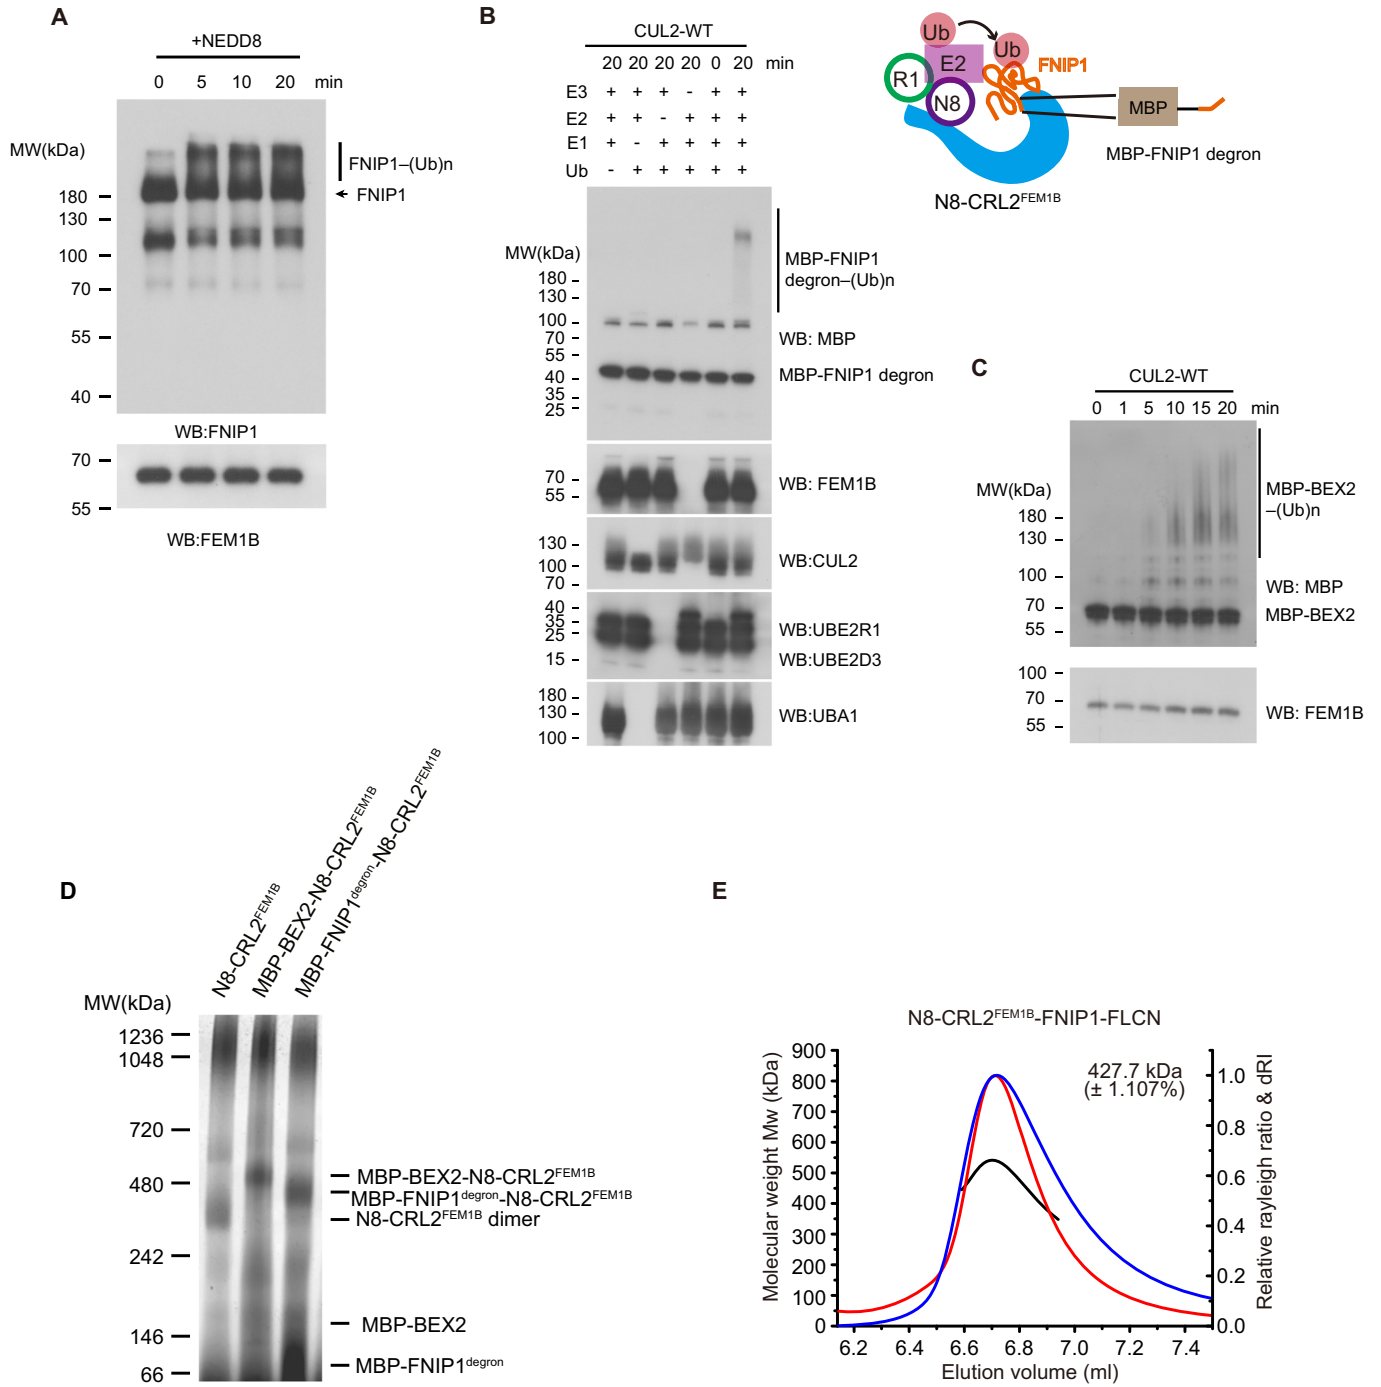 A
+NEDD8
0 5 10 20 min
MW(kDa)
180
130
100
70
55
40
FNIP1–(Ub)n
FNIP1
WB:FNIP1
70
55
WB:FEM1B
B
CUL2-WT
20 20 20 20 0 20 min
E3 + + + - + +
E2 + + - + + +
E1 + - + + + +
Ub - + + + + +
MW(kDa)
180
130
100
70
55
40
35
25
MBP-FNIP1
degron–(Ub)n
WB: MBP
MBP-FNIP1 degron
70
55
WB: FEM1B
130
100
70
WB:CUL2
40
35
25
15
WB:UBE2R1
WB:UBE2D3
180
130
100
WB:UBA1
Ub
Ub
E2
R1
N8
FNIP1
MBP
MBP-FNIP1 degron
N8-CRL2FEM1B
C
CUL2-WT
0 1 5 10 15 20 min
MW(kDa)
180
130
100
70
55
MBP-BEX2
–(Ub)n
WB: MBP
MBP-BEX2
100
70
55
WB: FEM1B
D
N8-CRL2FEM1B
MBP-BEX2-N8-CRL2FEM1B
MBP-FNIP1degron-N8-CRL2FEM1B
MW(kDa)
1236
1048
720
480
242
146
66
MBP-BEX2-N8-CRL2FEM1B
MBP-FNIP1degron-N8-CRL2FEM1B
N8-CRL2FEM1B dimer
MBP-BEX2
MBP-FNIP1degron
E
N8-CRL2FEM1B-FNIP1-FLCN
427.7 kDa
(± 1.107%)
Molecular weight Mw (kDa)
900
800
700
600
500
400
300
200
100
0
1.0
0.8
0.6
0.4
0.2
0.0
Relative rayleigh ratio & dRI
6.2 6.4 6.6 6.8 7.0 7.2 7.4
Elution volume (ml)